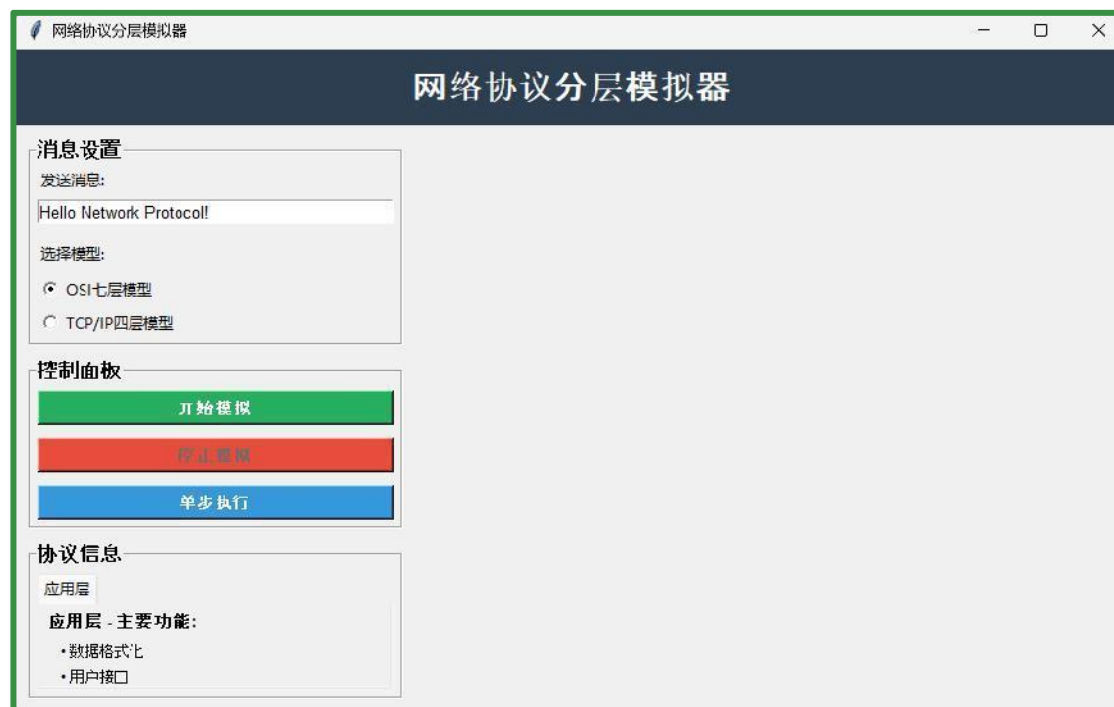 网络协议分层模拟器
网络协议分层模拟器
消息设置
发送消息:
Hello Network Protocol!
选择模型:
OSI七层模型
TCP/IP四层模型
控制面板
开始模拟
停止模拟
单步执行
协议信息
应用层
应用层 - 主要功能:
•数据格式化
•用户接口